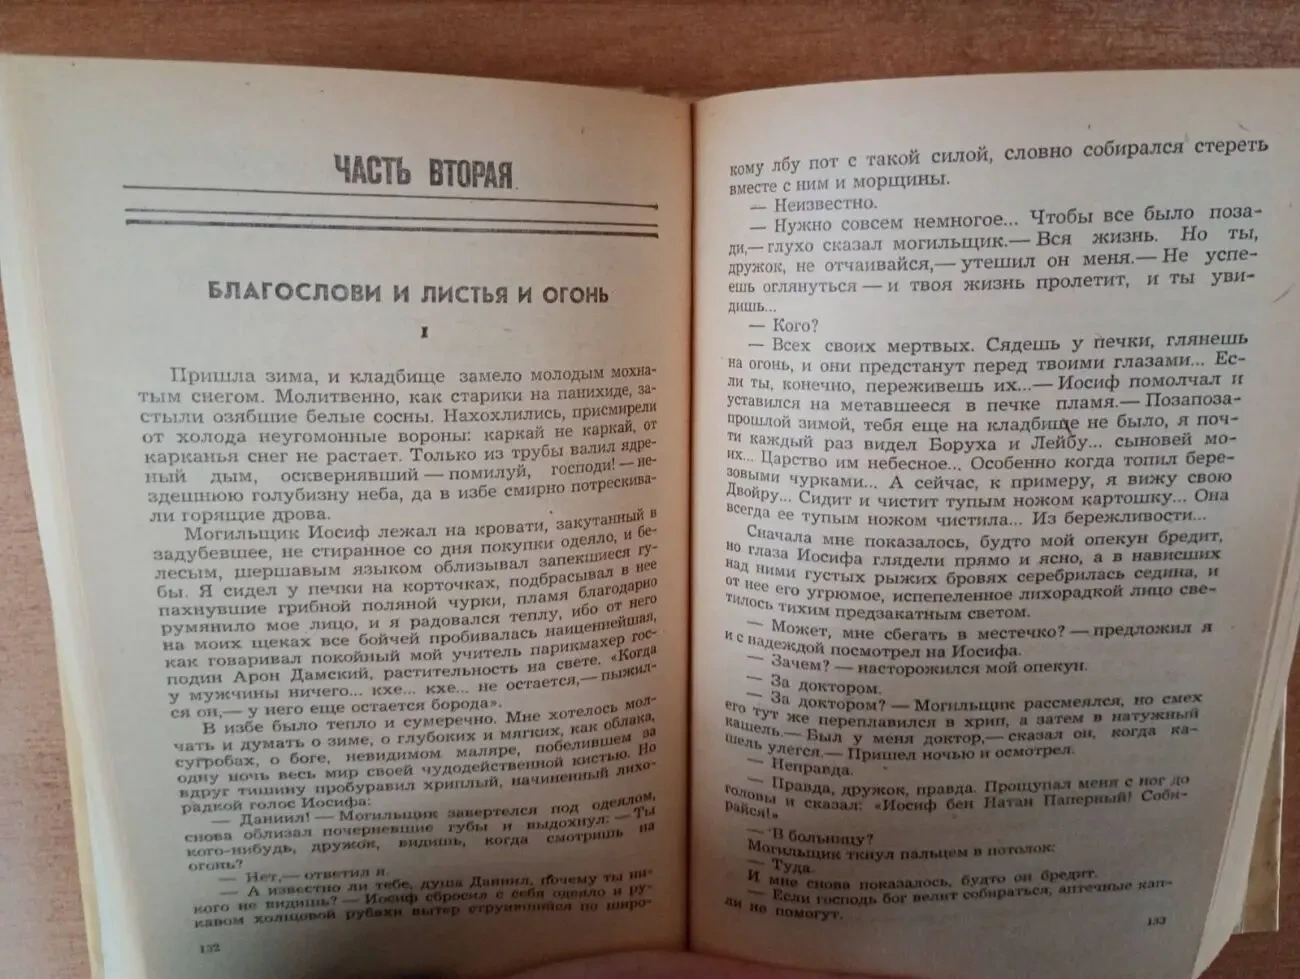 ЧАСТЬ ВТОРАЯ
БЛАГОСЛОВИ И ЛИСТЬЯ И ОГОНЬ
I
Пришла зима, и кладбище замело молодым мохна-
тым снегом. Молитвенно, как старики на панихиде, за-
стыли озябшие белые сосны. Нахохлились, присмирели
от холода неугомонные вороны: каркай не каркай, от
карканья снег не растает. Только из трубы валил ядре-
ный дым, осквернявший — помилуй, господи! — не-
здешнюю голубизну неба, да в избе смирно потрескива-
ли горящие дрова.
Могильщик Иосиф лежал на кровати, закутанный в
задубевшее, не стиранное со дня покупки одеяло, и бе-
лесым, шершавым языком облизывал запекшиеся гу-
бы. Я сидел у печки на корточках, подбрасывал в нее
пахнувшие грибной поляной чурки, пламя благодарно
румянило мое лицо, и я радовался теплу, ибо от него
на моих щеках все бойчей пробивалась наиценнейшая,
как говаривал покойный мой учитель парикмахер гос-
подин Арон Дамский, растительность на свете. «Когда
у мужчины ничего... кхе... кхе... не остается,— пыжил-
ся он,— у него еще остается борода».
В избе было тепло и сумеречно. Мне хотелось мол-
чать и думать о зиме, о глубоких и мягких, как облака,
сугробах, о боге, невидимом маляре, побелившем за
одну ночь весь мир своей чудодейственной кистью. Но
вдруг тишину пробуравил хриплый, начиненный лихо-
радкой голос Иосифа:
— Даниил! — Могильщик завертелся под одеялом,
снова облизал почерневшие губы и выдохнул: — Ты
кого-нибудь, дружок, видишь, когда смотришь на
огонь?
— Нет,— ответил я.
— А известно ли тебе, душа Даниил, почему ты ни-
кого не видишь? — Иосиф сбросил с себя одеяло и ру-
кавом холщовой рубахи вытер струившийся по широ-
132
кому лбу пот с такой силой, словно собирался стереть
вместе с ним и морщины.
— Неизвестно.
— Нужно совсем немногое... Чтобы все было поза-
ди,— глухо сказал могильщик.— Вся жизнь. Но ты,
дружок, не отчаивайся,— утешил он меня.— Не успе-
ешь оглянуться — и твоя жизнь пролетит, и ты уви-
дишь...
— Кого?
— Всех своих мертвых. Сядешь у печки, глянешь
на огонь, и они предстанут перед твоими глазами... Ес-
ли ты, конечно, переживешь их...— Иосиф помолчал и
уставился на метавшееся в печке пламя.— Позапоза-
прошлой зимой, тебя еще на кладбище не было, я поч-
ти каждый раз видел Боруха и Лейбу... сыновей мо-
их... Царство им небесное... Особенно когда топил бере-
зовыми чурками... А сейчас, к примеру, я вижу свою
Двойру... Сидит и чистит тупым ножом картошку... Она
всегда ее тупым ножом чистила... Из бережливости...
Сначала мне показалось, будто мой опекун бредит,
но глаза Иосифа глядели прямо и ясно, а в нависших
над ними густых рыжих бровях серебрилась седина, и
от нее его угрюмое, испепеленное лихорадкой лицо све-
тилось тихим предзакатным светом.
— Может, мне сбегать в местечко? — предложил я
и с надеждой посмотрел на Иосифа.
— Зачем? — насторожился мой опекун.
— За доктором.
— За доктором? — Могильщик рассмеялся, но смех
его тут же переплавился в хрип, а затем в натужный
кашель.— Был у меня доктор,— сказал он, когда ка-
шель улегся.— Пришел ночью и осмотрел.
— Неправда.
— Правда, дружок, правда. Прощупал меня с ног до
головы и сказал: «Иосиф бен Натан Паперный! Соби-
райся!»
— В больницу?
Могильщик ткнул пальцем в потолок:
— Туда.
И мне снова показалось, будто он бредит.
— Если господь бог велит собираться, аптечные кап-
ли не помогут.
133